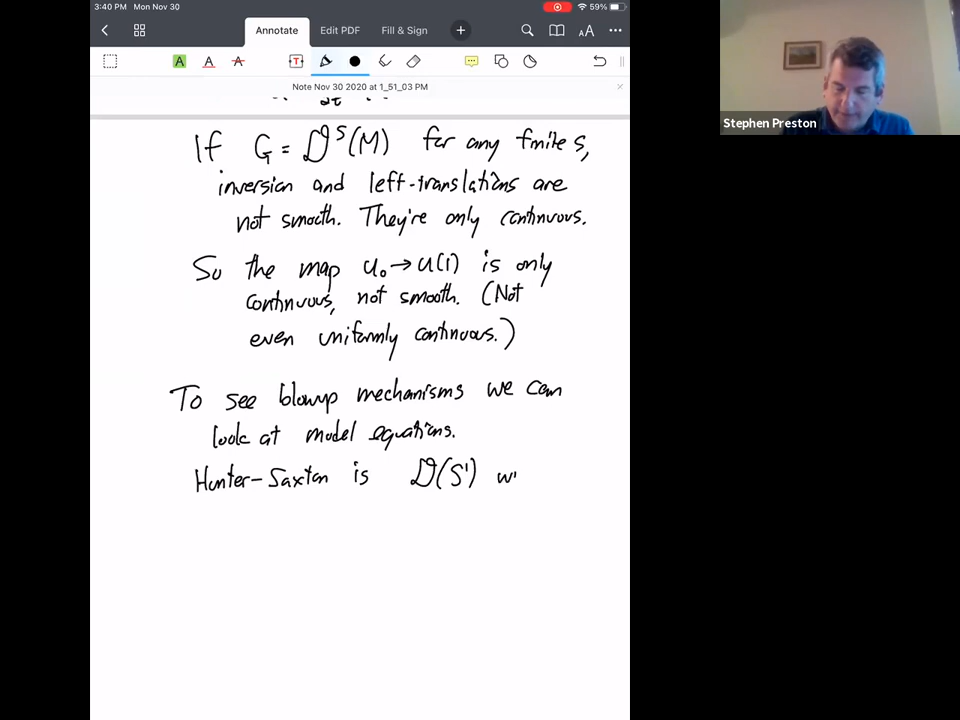 3:40 PM Mon Nov 30
59%
Annotate Edit PDF Fill & Sign
A A A T AA
Note Nov 30 2020 at 1_51_03 PM
If G = 𝒟ˢ(M) for any finite s,
inversion and left-translations are
not smooth. They're only continuous.
So the map u₀ → u(1) is only
continuous, not smooth. (Not
even uniformly continuous.)
To see blowup mechanisms we can
look at model equations.
Hunter-Saxton is 𝒟(S¹) w
Stephen Preston